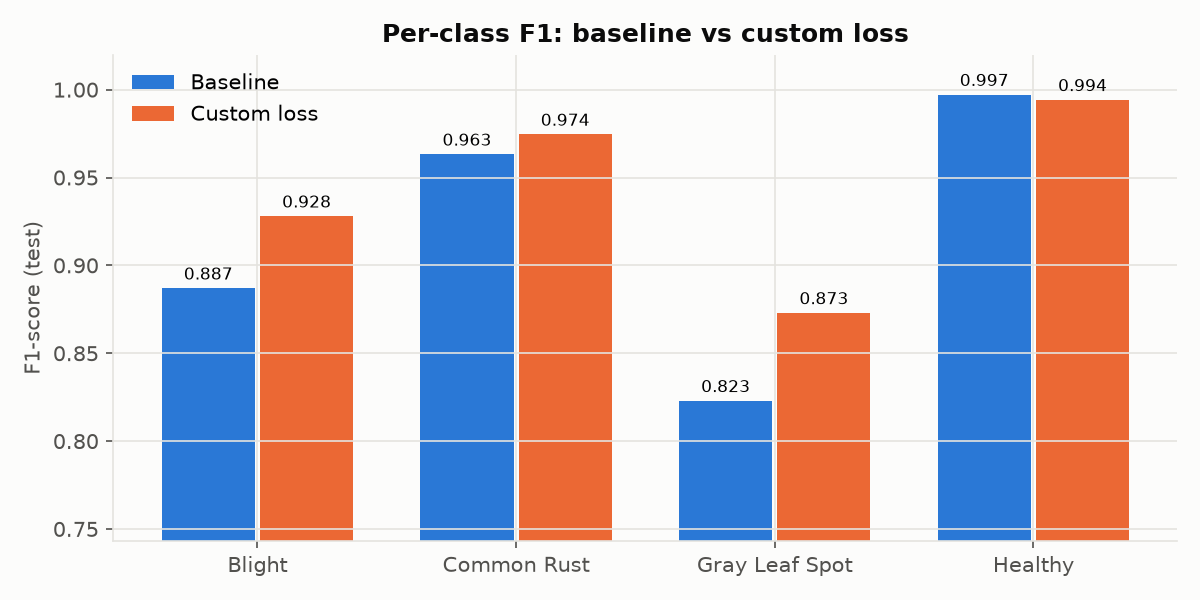 Per-class F1: baseline vs custom loss
Baseline
Custom loss
F1-score (test)
1.00
0.95
0.90
0.85
0.80
0.75
0.887
0.928
0.963
0.974
0.823
0.873
0.997
0.994
Blight
Common Rust
Gray Leaf Spot
Healthy